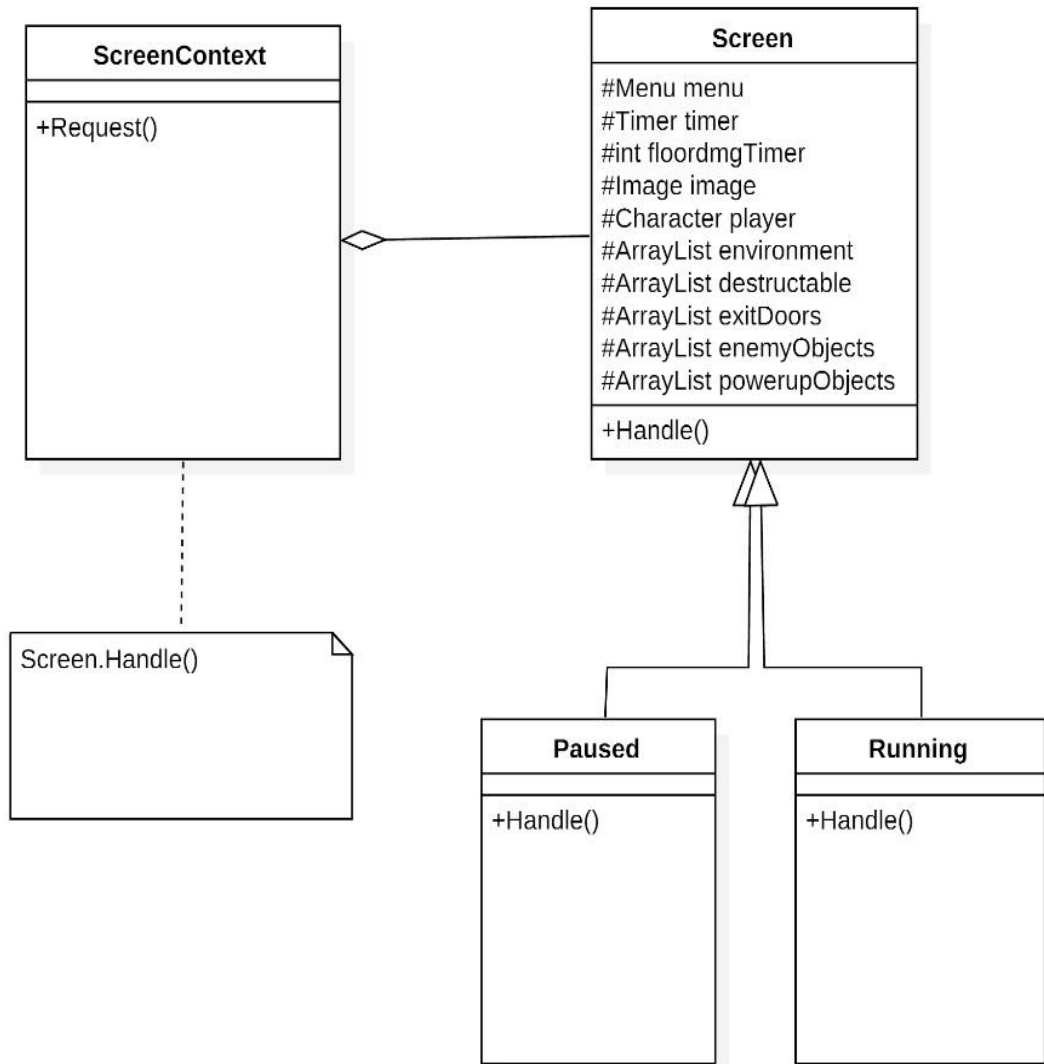 ScreenContext
+Request()
Screen
#Menu menu
#Timer timer
#int floordmgTimer
#Image image
#Character player
#ArrayList environment
#ArrayList destructable
#ArrayList exitDoors
#ArrayList enemyObjects
#ArrayList powerupObjects
+Handle()
Screen.Handle()
Paused
+Handle()
Running
+Handle()